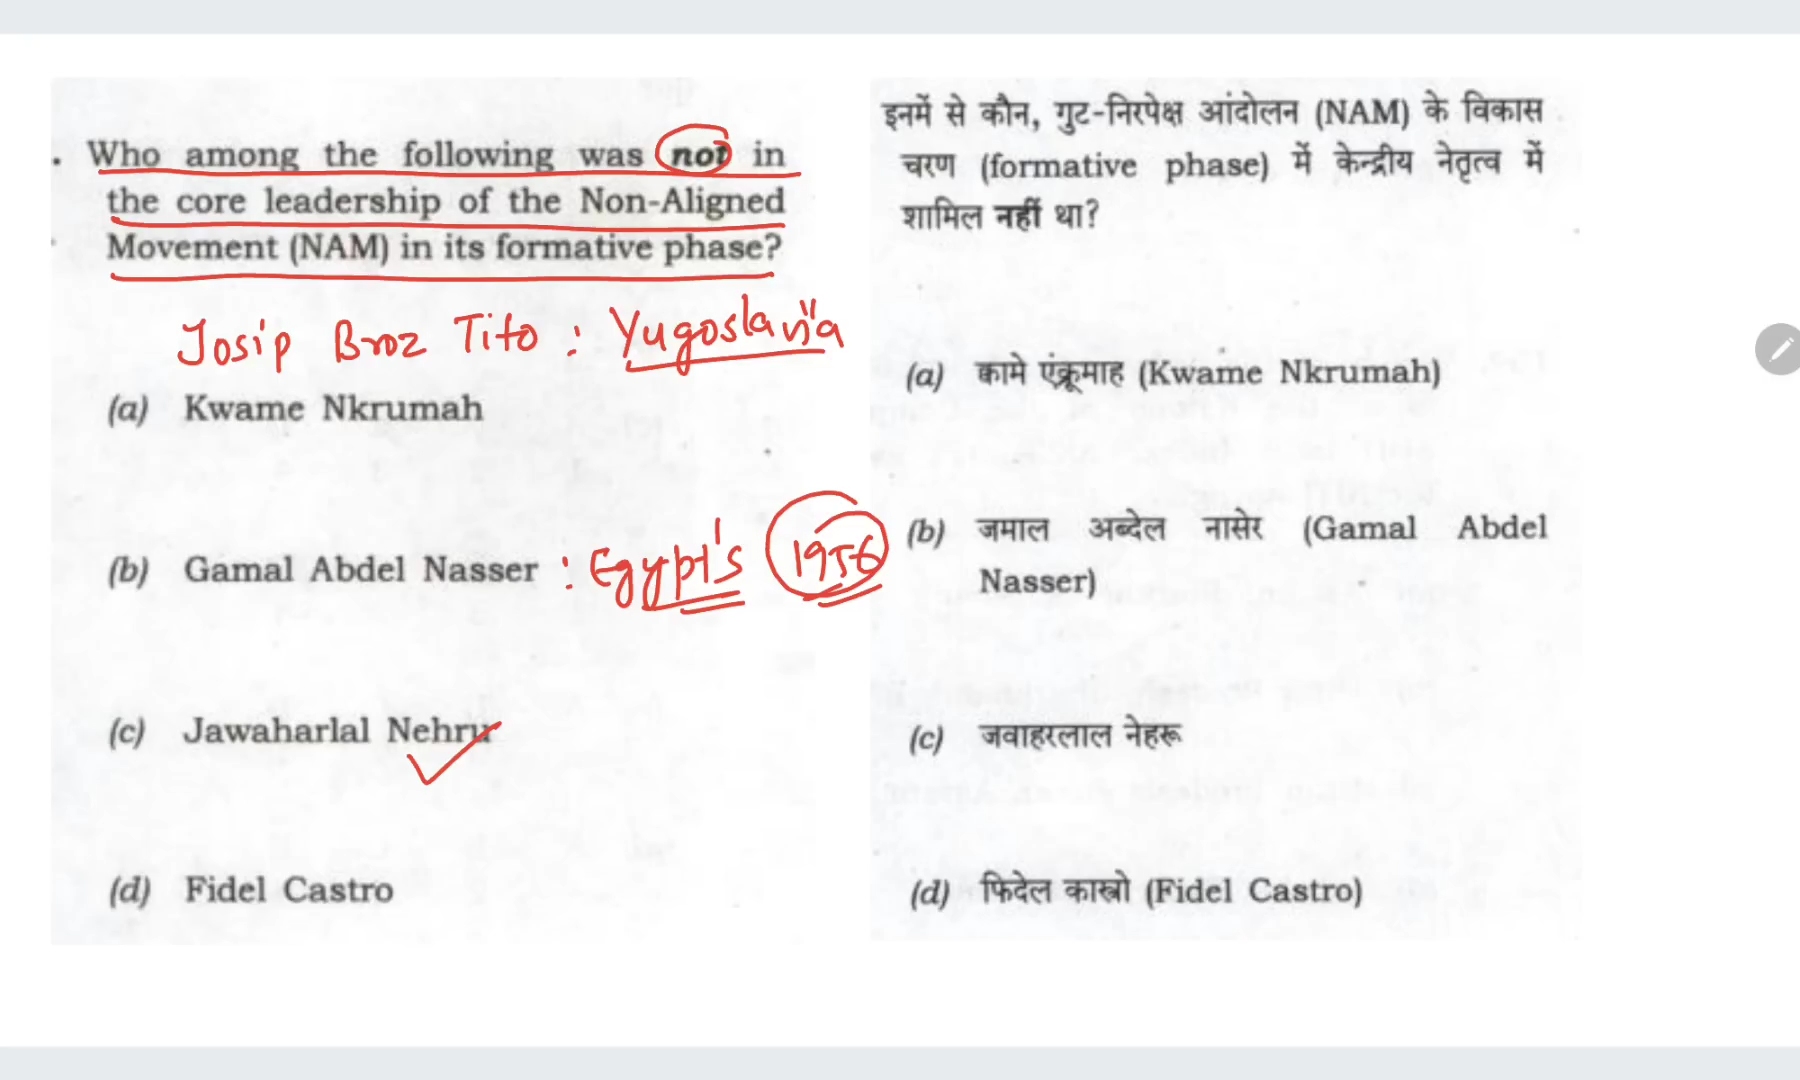 . Who among the following was not in
the core leadership of the Non-Aligned
Movement (NAM) in its formative phase?
Josip Broz Tito : Yugoslavia
(a) Kwame Nkrumah
(b) Gamal Abdel Nasser : Egypt's 1956
(c) Jawaharlal Nehru
(d) Fidel Castro
इनमें से कौन, गुट-निरपेक्ष आंदोलन (NAM) के विकास
चरण (formative phase) में केन्द्रीय नेतृत्व में
शामिल नहीं था?
(a) कामे एंक्रूमाह (Kwame Nkrumah)
(b) जमाल अब्देल नासेर (Gamal Abdel
Nasser)
(c) जवाहरलाल नेहरू
(d) फिदेल कास्त्रो (Fidel Castro)